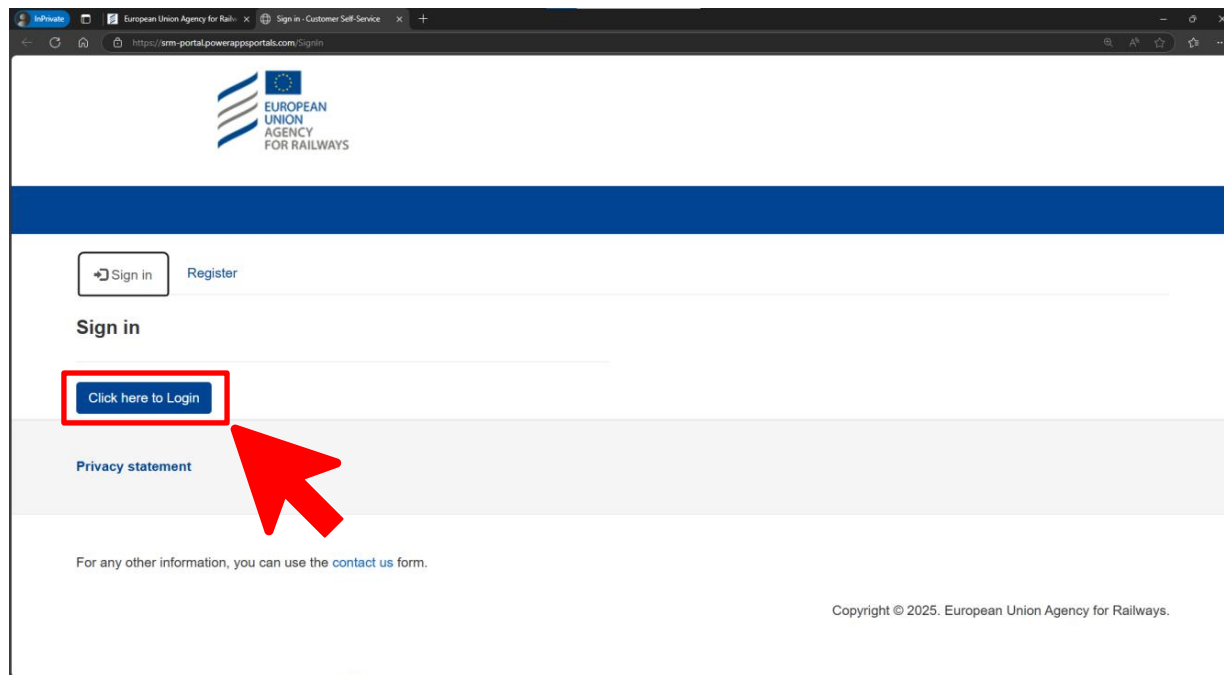 InPrivate
European Union Agency for Railw
Sign in - Customer Self-Service
https://srm-portal.powerappsportals.com/SignIn
EUROPEAN
UNION
AGENCY
FOR RAILWAYS
Sign in
Register
Sign in
Click here to Login
Privacy statement
For any other information, you can use the contact us form.
Copyright © 2025. European Union Agency for Railways.